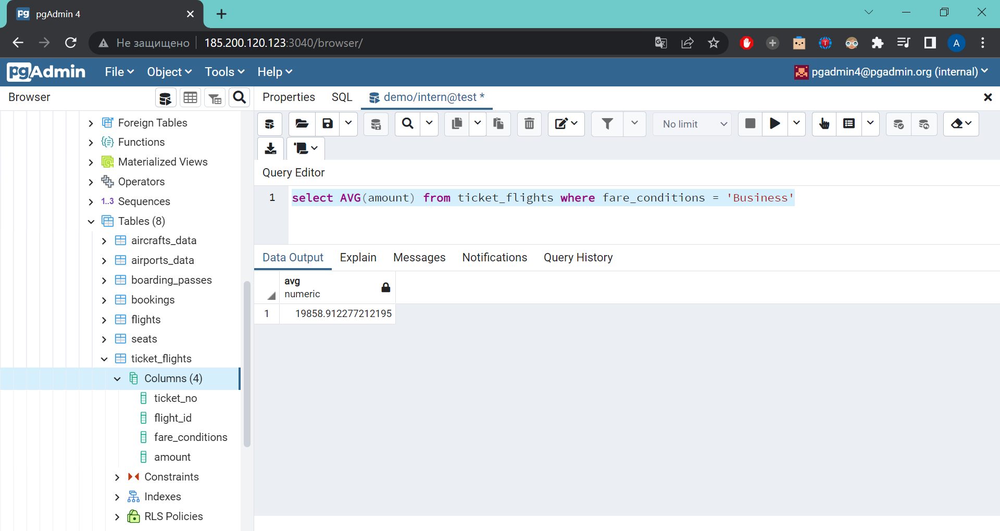 pg pgAdmin 4
Не защищено 185.200.120.123:3040/browser/
A
pgAdmin File Object Tools Help pgadmin4@pgadmin.org (internal)
Browser
Properties SQL demo/intern@test *
No limit
Foreign Tables
Functions
Materialized Views
Operators
1..3 Sequences
Tables (8)
aircrafts_data
airports_data
boarding_passes
bookings
flights
seats
ticket_flights
Columns (4)
ticket_no
flight_id
fare_conditions
amount
Constraints
Indexes
RLS Policies
Query Editor
1 select AVG(amount) from ticket_flights where fare_conditions = 'Business'
Data Output Explain Messages Notifications Query History
avg
numeric
1 19858.912277212195